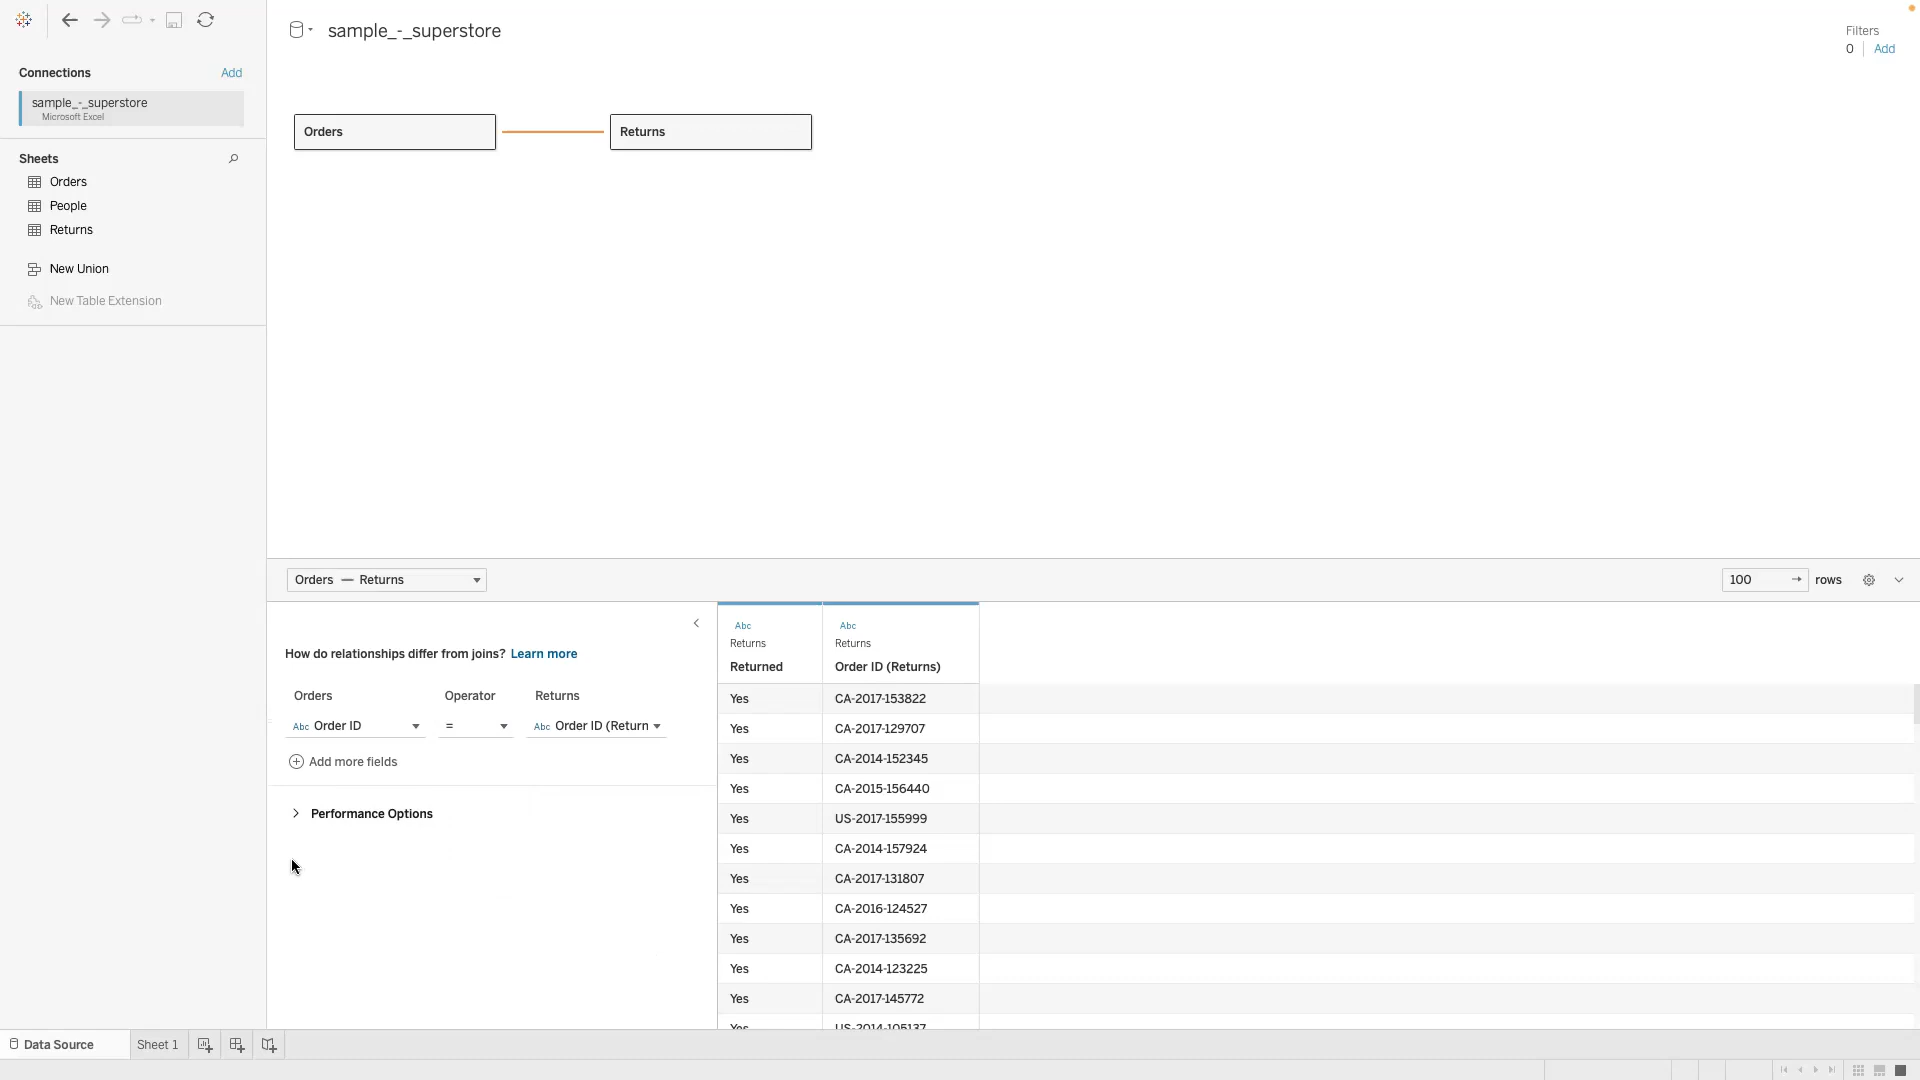 sample_-_superstore
Filters
0 Add
Connections Add
sample_-_superstore
Microsoft Excel
Sheets
Orders
People
Returns
New Union
New Table Extension
Orders
Returns
Orders — Returns
100 → rows
How do relationships differ from joins? Learn more
Orders Operator Returns
Abc Order ID = Abc Order ID (Return
Add more fields
Performance Options
Abc Abc
Returns Returns
Returned Order ID (Returns)
Yes CA-2017-153822
Yes CA-2017-129707
Yes CA-2014-152345
Yes CA-2015-156440
Yes US-2017-155999
Yes CA-2014-157924
Yes CA-2017-131807
Yes CA-2016-124527
Yes CA-2017-135692
Yes CA-2014-123225
Yes CA-2017-145772
Yes US-2014-105137
Data Source Sheet 1